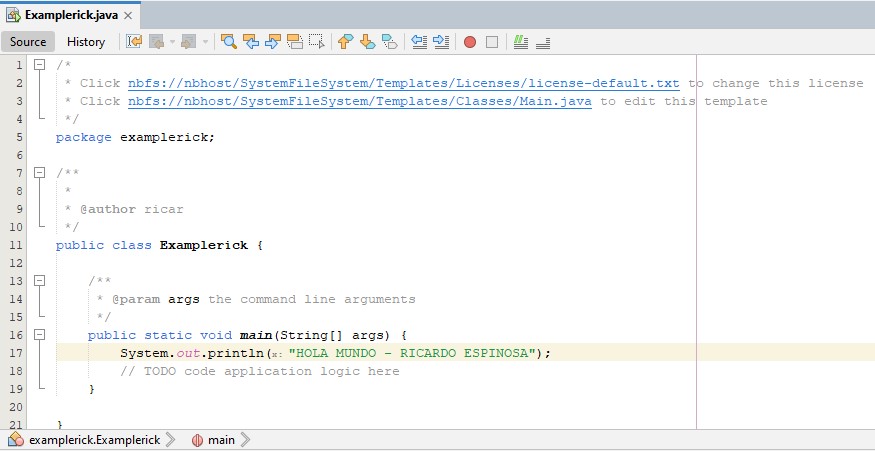 Examplerick.java
Source History
1 /*
2 * Click nbfs://nbhost/SystemFileSystem/Templates/Licenses/license-default.txt to change this license
3 * Click nbfs://nbhost/SystemFileSystem/Templates/Classes/Main.java to edit this template
4 */
5 package examplerick;
6
7 /**
8 *
9 * @author ricar
10 */
11 public class Examplerick {
12
13 /**
14 * @param args the command line arguments
15 */
16 public static void main(String[] args) {
17 System.out.println(x: "HOLA MUNDO - RICARDO ESPINOSA");
18 // TODO code application logic here
19 }
20
21 }
examplerick.Examplerick main